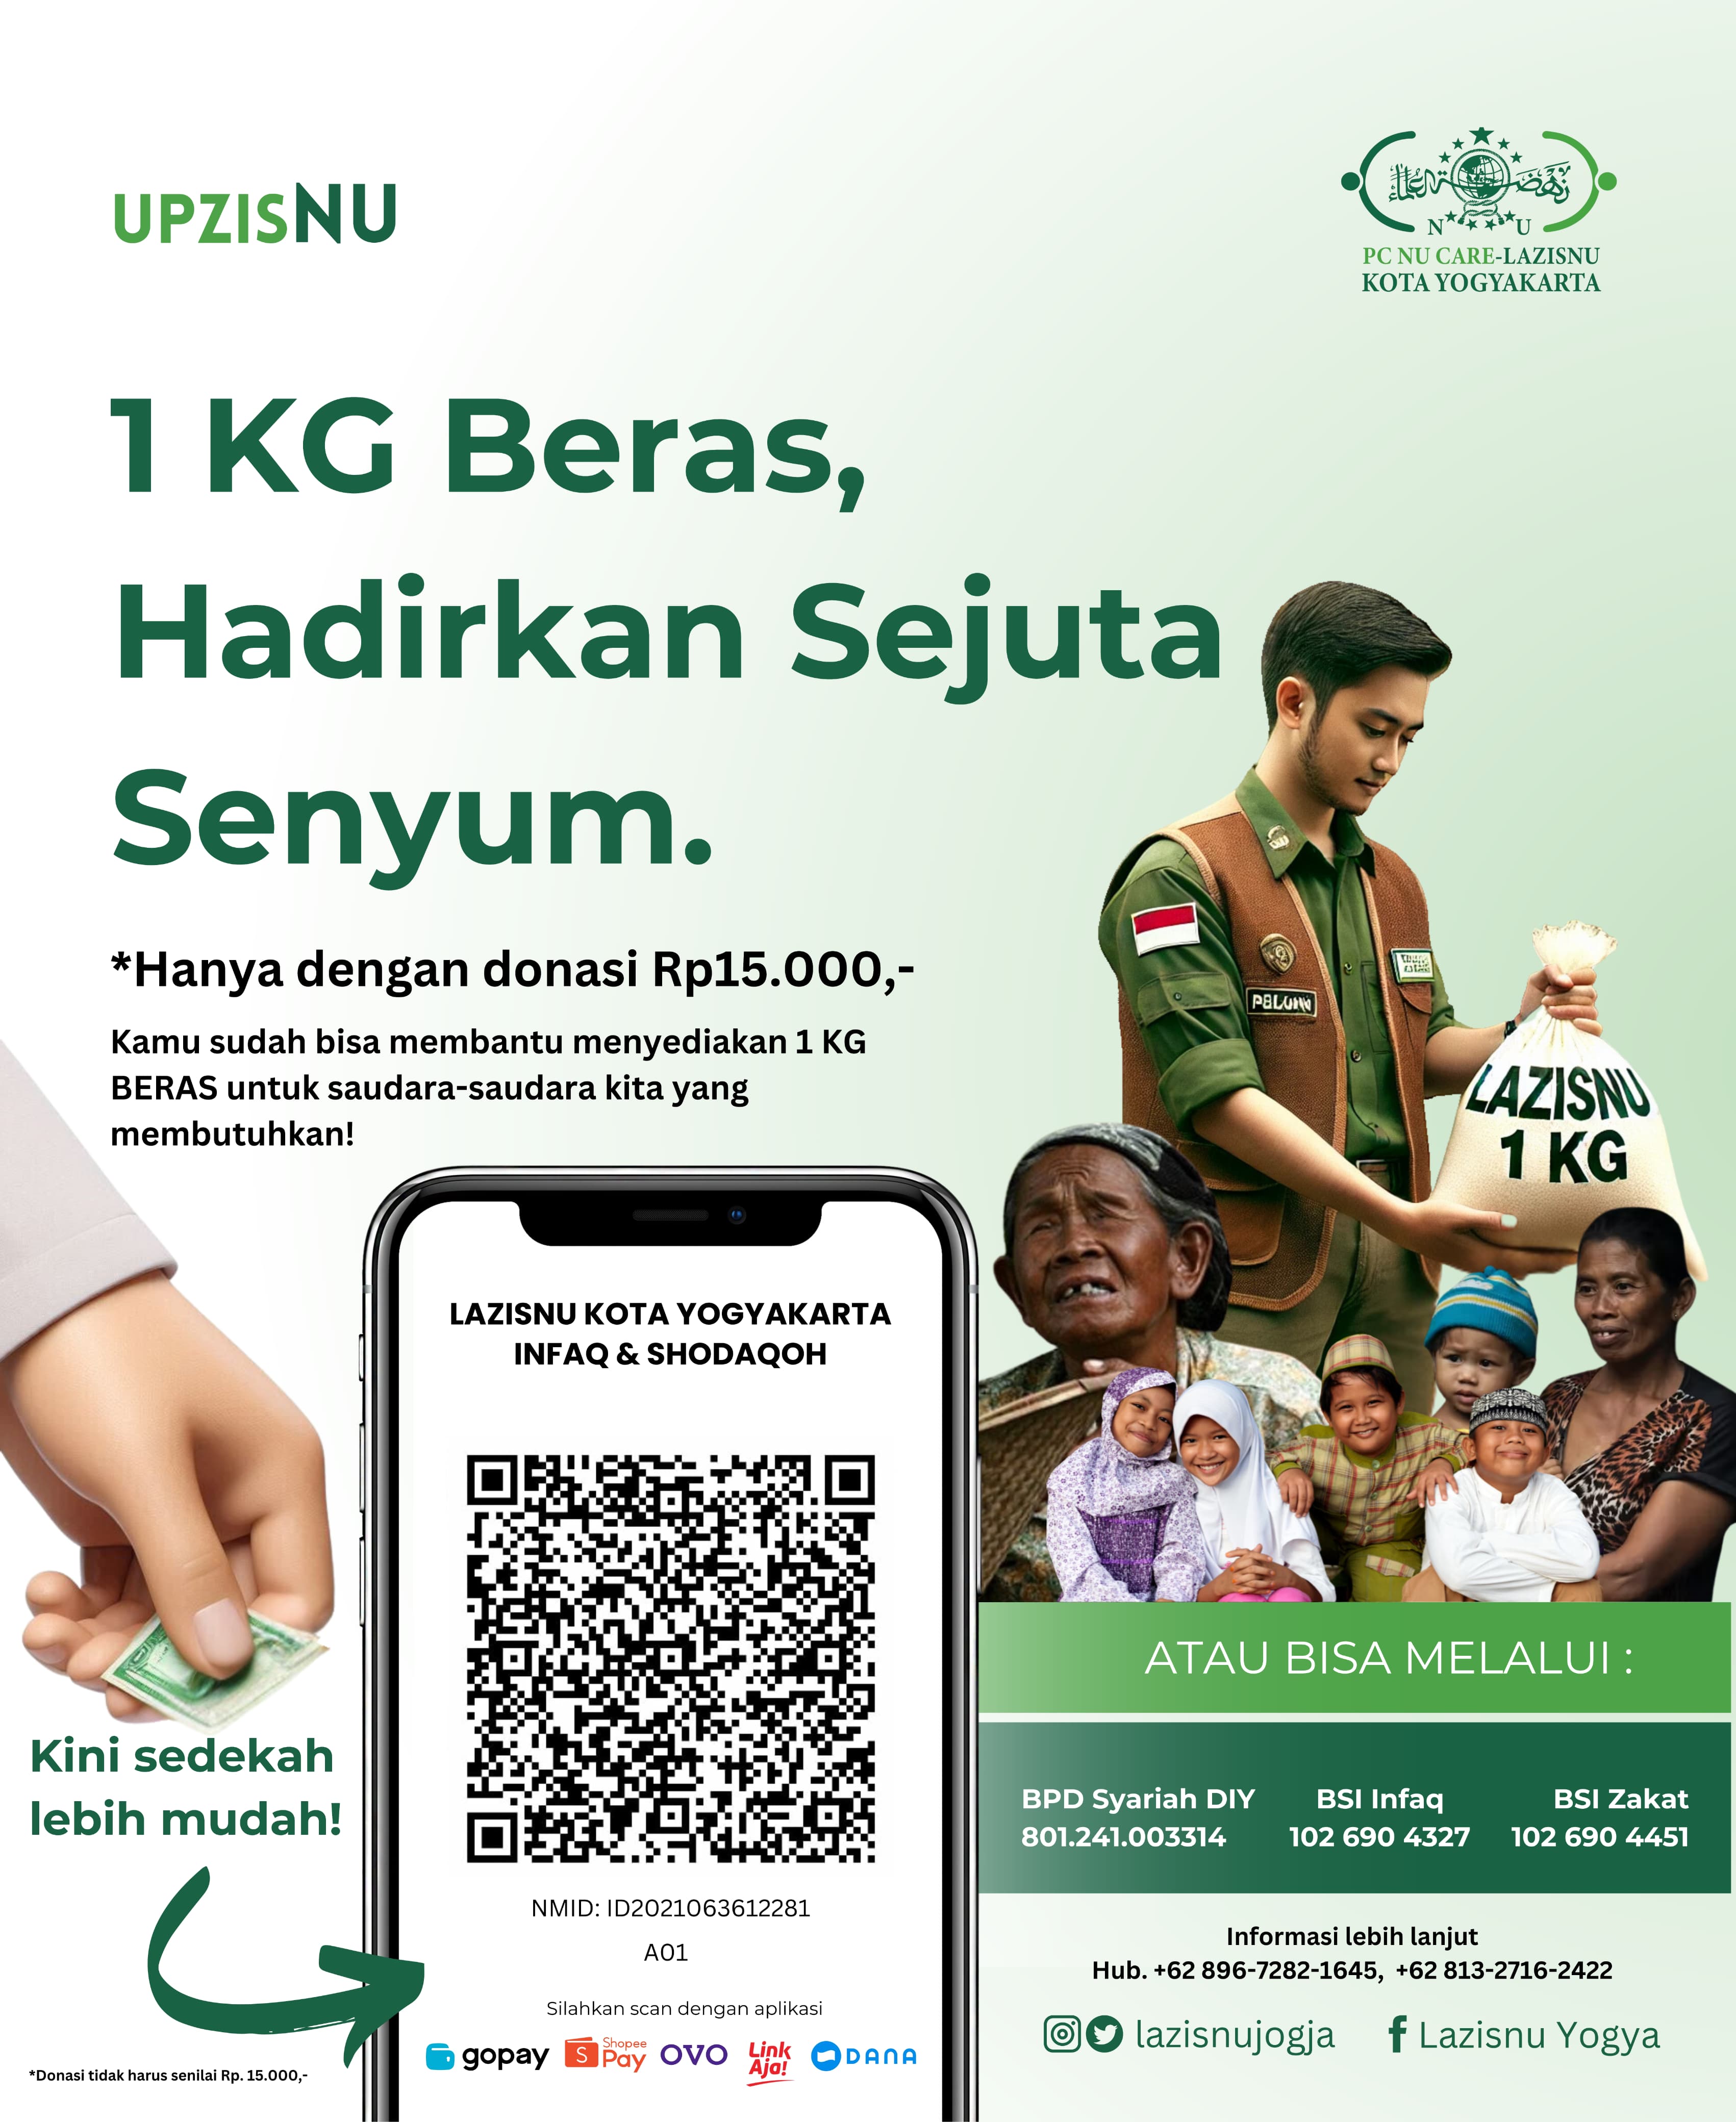 UPZISNU
نهضة العلماء
N U
PC NU CARE-LAZISNU
KOTA YOGYAKARTA
1 KG Beras,
Hadirkan Sejuta
Senyum.
*Hanya dengan donasi Rp15.000,-
Kamu sudah bisa membantu menyediakan 1 KG
BERAS untuk saudara-saudara kita yang
membutuhkan!
LAZISNU
1 KG
LAZISNU KOTA YOGYAKARTA
INFAQ & SHODAQOH
NMID: ID2021063612281
A01
Silahkan scan dengan aplikasi
gopay
Shopee
Pay
OVO
Link
Aja!
DANA
Kini sedekah
lebih mudah!
*Donasi tidak harus senilai Rp. 15.000,-
ATAU BISA MELALUI :
BPD Syariah DIY
801.241.003314
BSI Infaq
102 690 4327
BSI Zakat
102 690 4451
Informasi lebih lanjut
Hub. +62 896-7282-1645, +62 813-2716-2422
lazisnujogja
Lazisnu Yogya